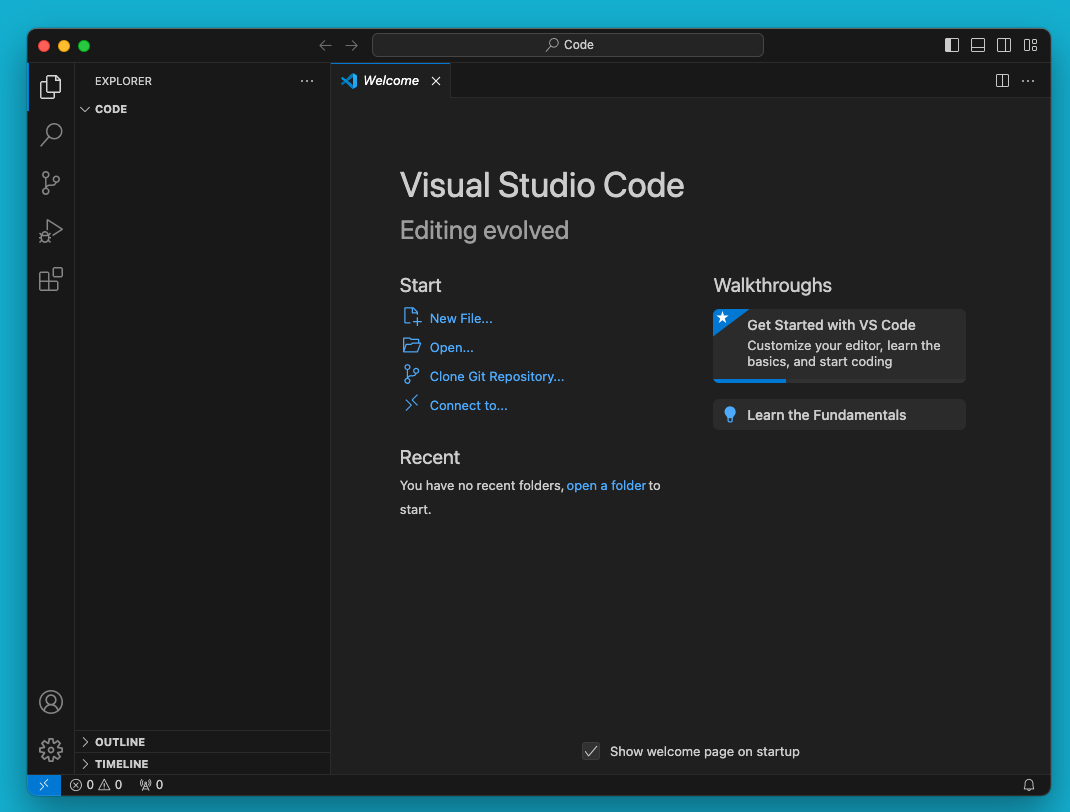 Code
EXPLORER
CODE
Welcome
Visual Studio Code
Editing evolved
Start
New File...
Open...
Clone Git Repository...
Connect to...
Recent
You have no recent folders, open a folder to
start.
Walkthroughs
Get Started with VS Code
Customize your editor, learn the
basics, and start coding
Learn the Fundamentals
Show welcome page on startup
OUTLINE
TIMELINE
0 0 0